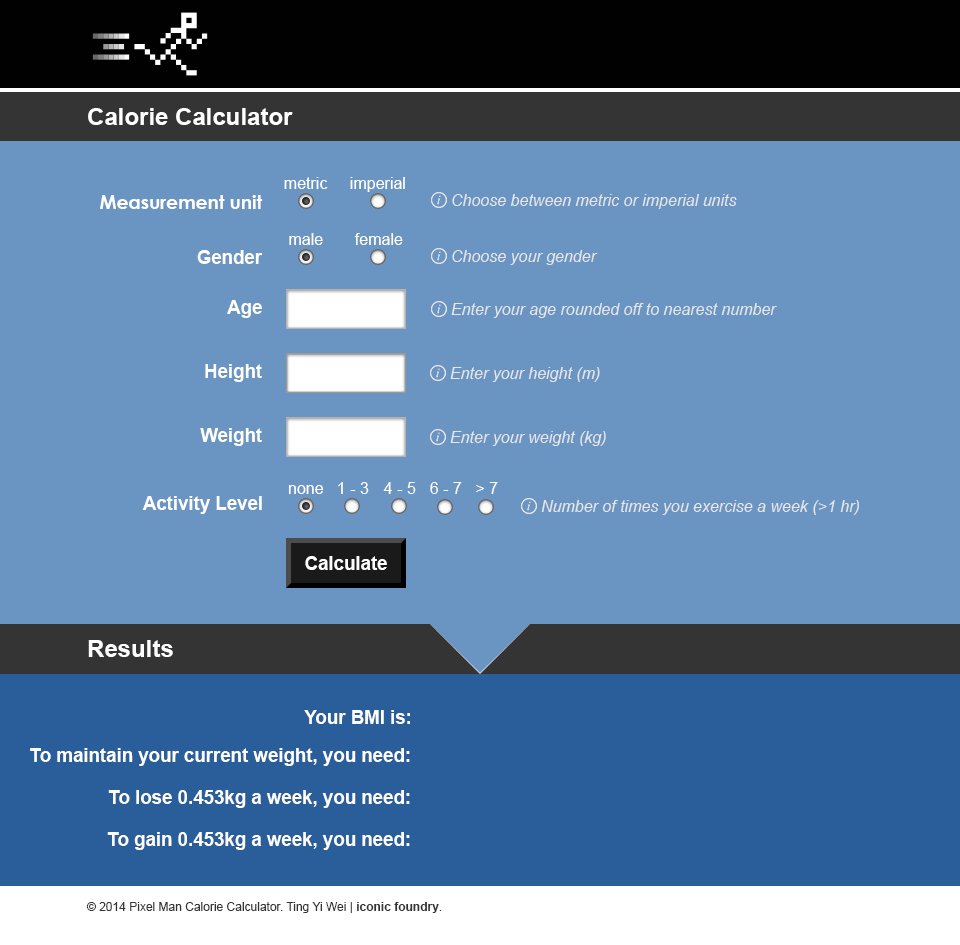 Calorie Calculator
metric imperial
Measurement unit
i Choose between metric or imperial units
male female
Gender
i Choose your gender
Age
i Enter your age rounded off to nearest number
Height
i Enter your height (m)
Weight
i Enter your weight (kg)
none 1 - 3 4 - 5 6 - 7 > 7
Activity Level
i Number of times you exercise a week (>1 hr)
Calculate
Results
Your BMI is:
To maintain your current weight, you need:
To lose 0.453kg a week, you need:
To gain 0.453kg a week, you need:
© 2014 Pixel Man Calorie Calculator. Ting Yi Wei | iconic foundry.